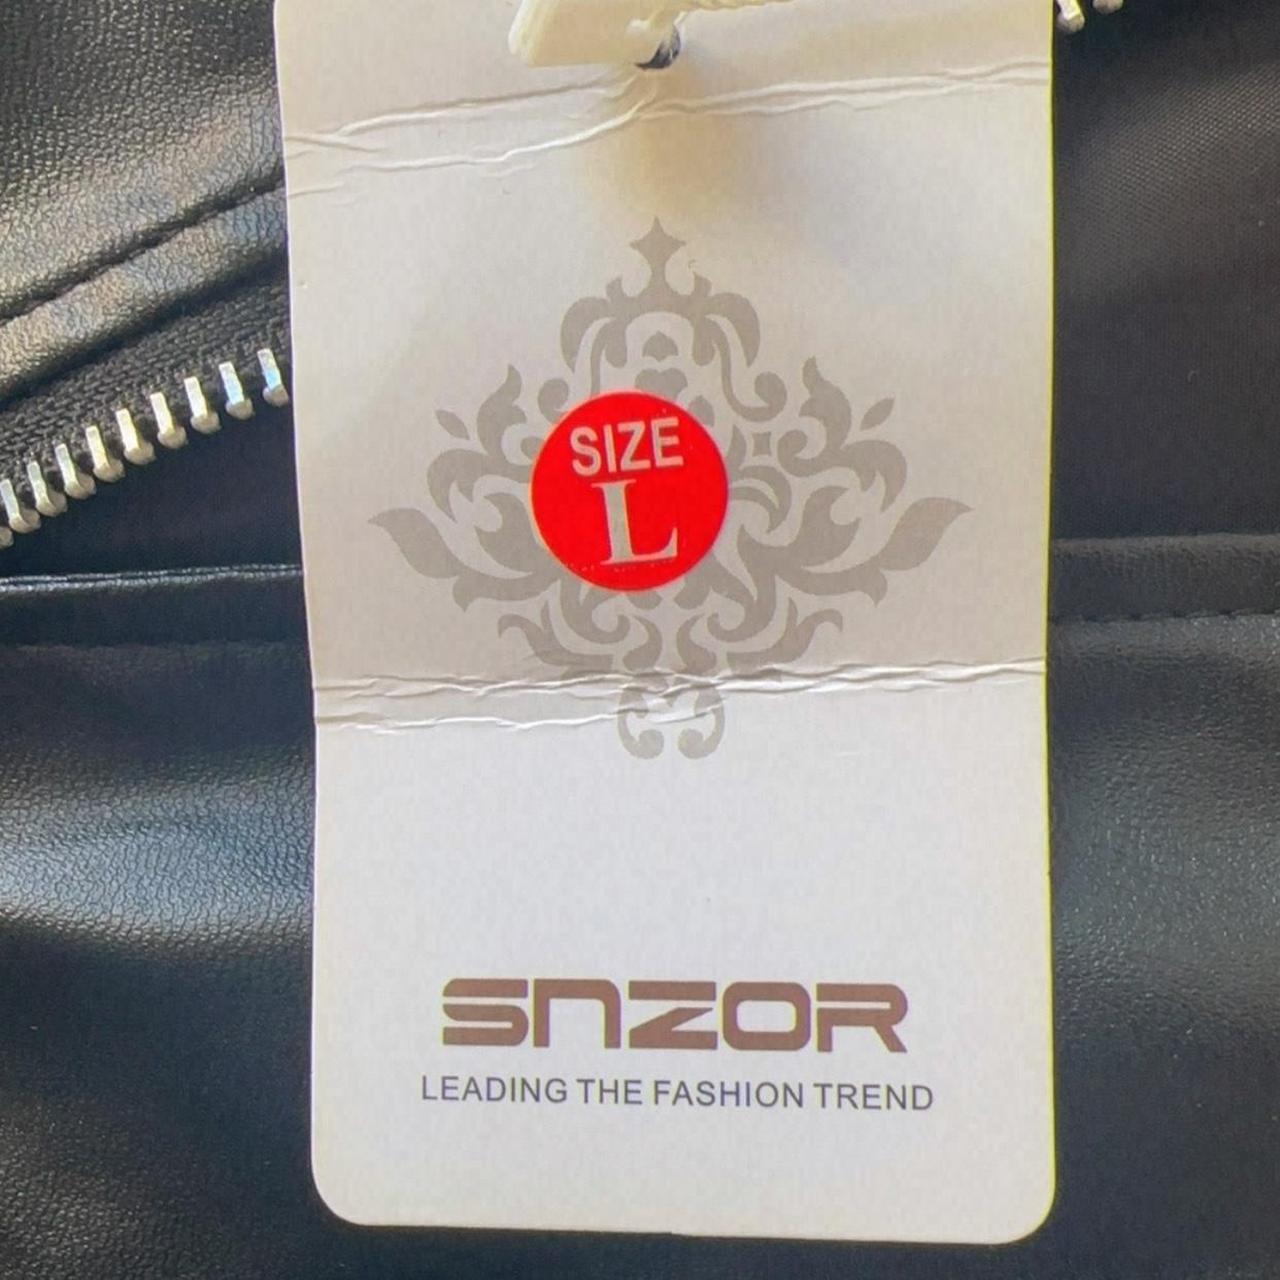 SIZE
L
SNZOR
LEADING THE FASHION TREND